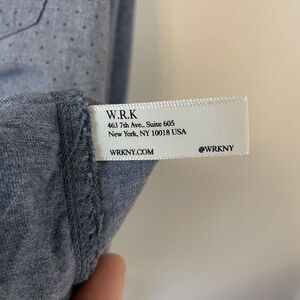 W.R.K
463 7th Ave., Suite 605
New York, NY 10018 USA
WRKNY.COM @WRKNY